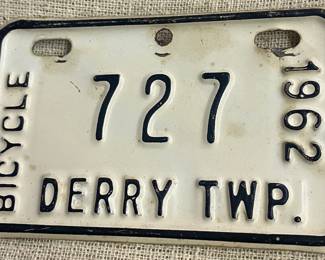 BICYCLE
727
1962
DERRY TWP.